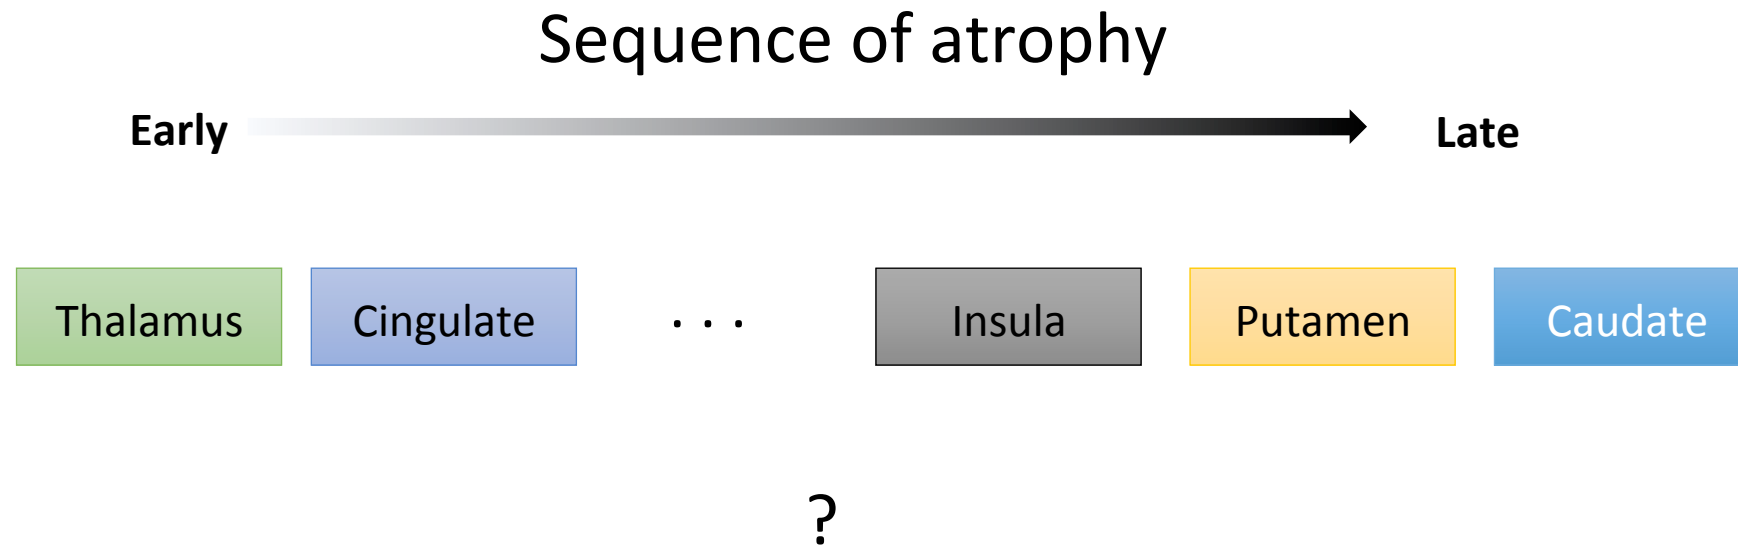 Sequence of atrophy
Early Late
Thalamus Cingulate . . . Insula Putamen Caudate
?